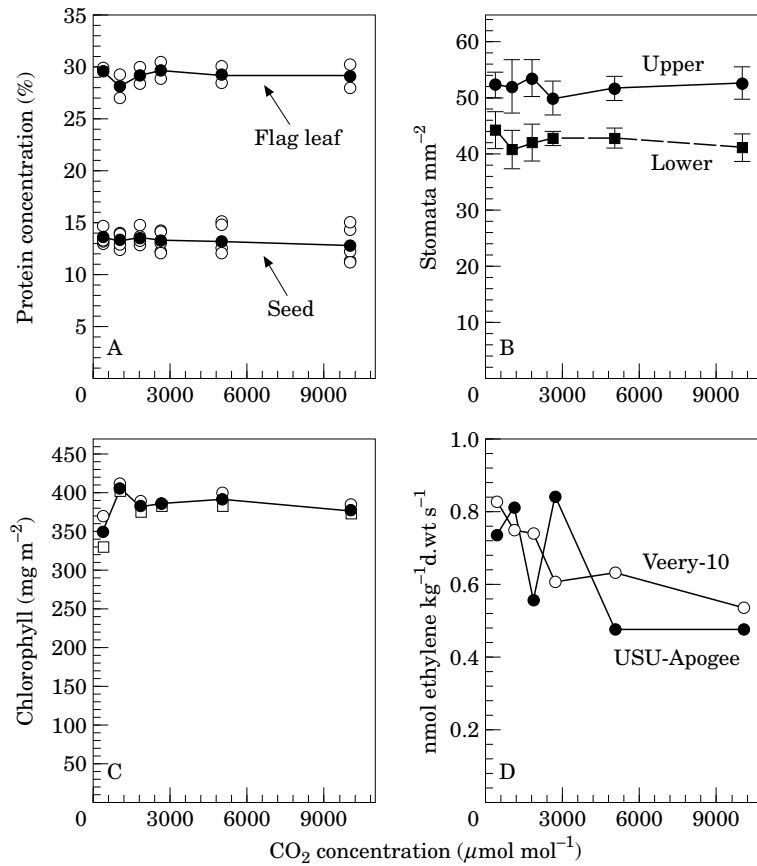 Protein concentration (%)
35
30
25
20
15
10
5
0
3000
6000
9000
Flag leaf
Seed
A
Stomata mm⁻²
60
50
40
30
20
10
0
3000
6000
9000
Upper
Lower
B
Chlorophyll (mg m⁻²)
450
400
350
300
250
200
150
100
50
0
3000
6000
9000
C
nmol ethylene kg⁻¹d.wt s⁻¹
1.0
0.8
0.6
0.4
0.2
0
3000
6000
9000
Veery-10
USU-Apogee
D
CO₂ concentration (μmol mol⁻¹)